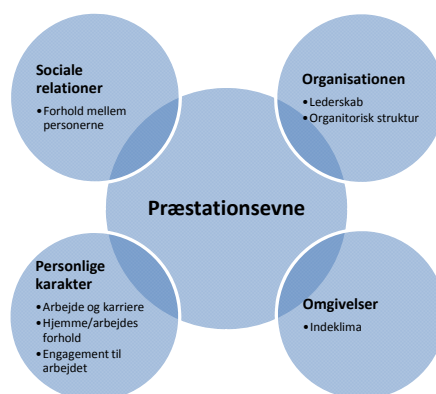 Sociale
relationer
• Forhold mellem
personerne
Organisationen
• Lederskab
• Organitorisk struktur
Præstationsevne
Personlige
karakter
• Arbejde og karriere
• Hjemme/arbejdes
forhold
• Engagement til
arbejdet
Omgivelser
• Indeklima